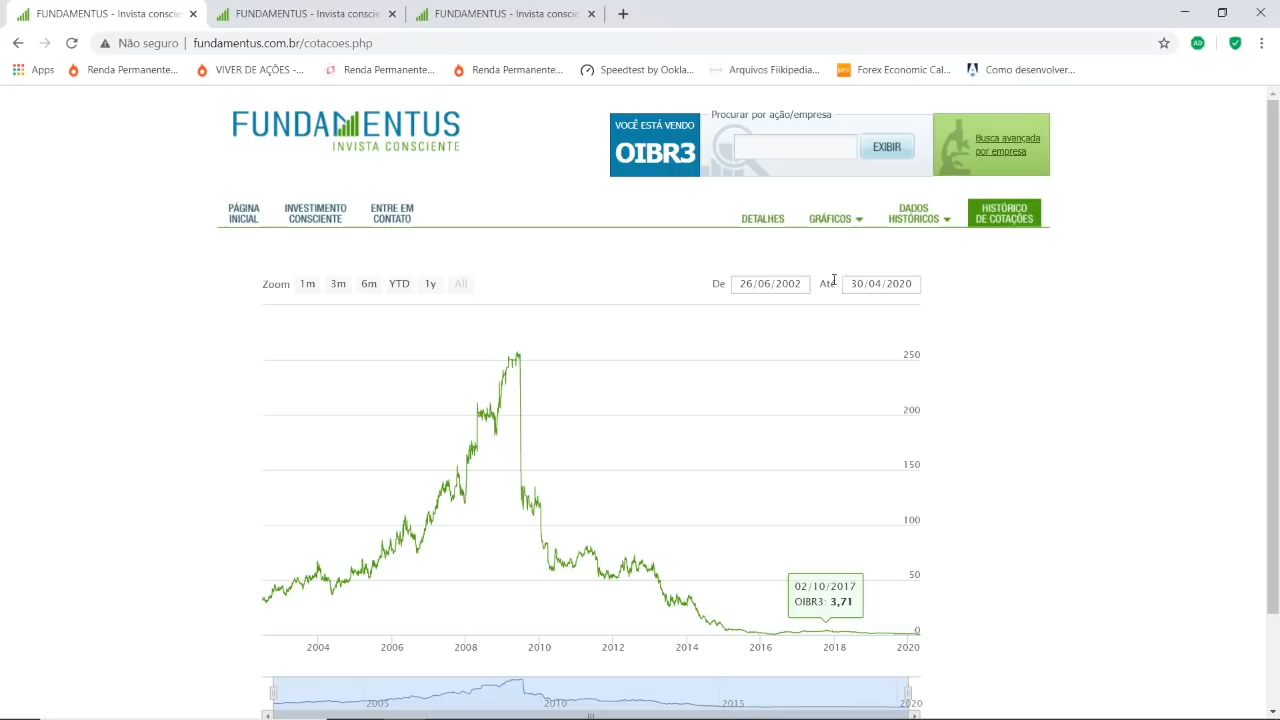 FUNDAMENTUS - Invista conscie
FUNDAMENTUS - Invista conscie
FUNDAMENTUS - Invista conscie
Não seguro | fundamentus.com.br/cotacoes.php
AD
Apps
Renda Permanente...
VIVER DE AÇÕES -...
Renda Permanente...
Renda Permanente...
Speedtest by Ookla...
Arquivos Fiikipedia...
Forex Economic Cal...
Como desenvolver...
FUNDAMENTUS
INVISTA CONSCIENTE
VOCÊ ESTÁ VENDO
OIBR3
Procurar por ação/empresa
EXIBIR
Busca avançada
por empresa
PÁGINA
INICIAL
INVESTIMENTO
CONSCIENTE
ENTRE EM
CONTATO
DETALHES
GRÁFICOS
DADOS
HISTÓRICOS
HISTÓRICO
DE COTAÇÕES
Zoom 1m 3m 6m YTD 1y All
De 26/06/2002 Até 30/04/2020
250
200
150
100
50
0
02/10/2017
OIBR3: 3,71
2004 2006 2008 2010 2012 2014 2016 2018 2020
2005 2010 2015 2020